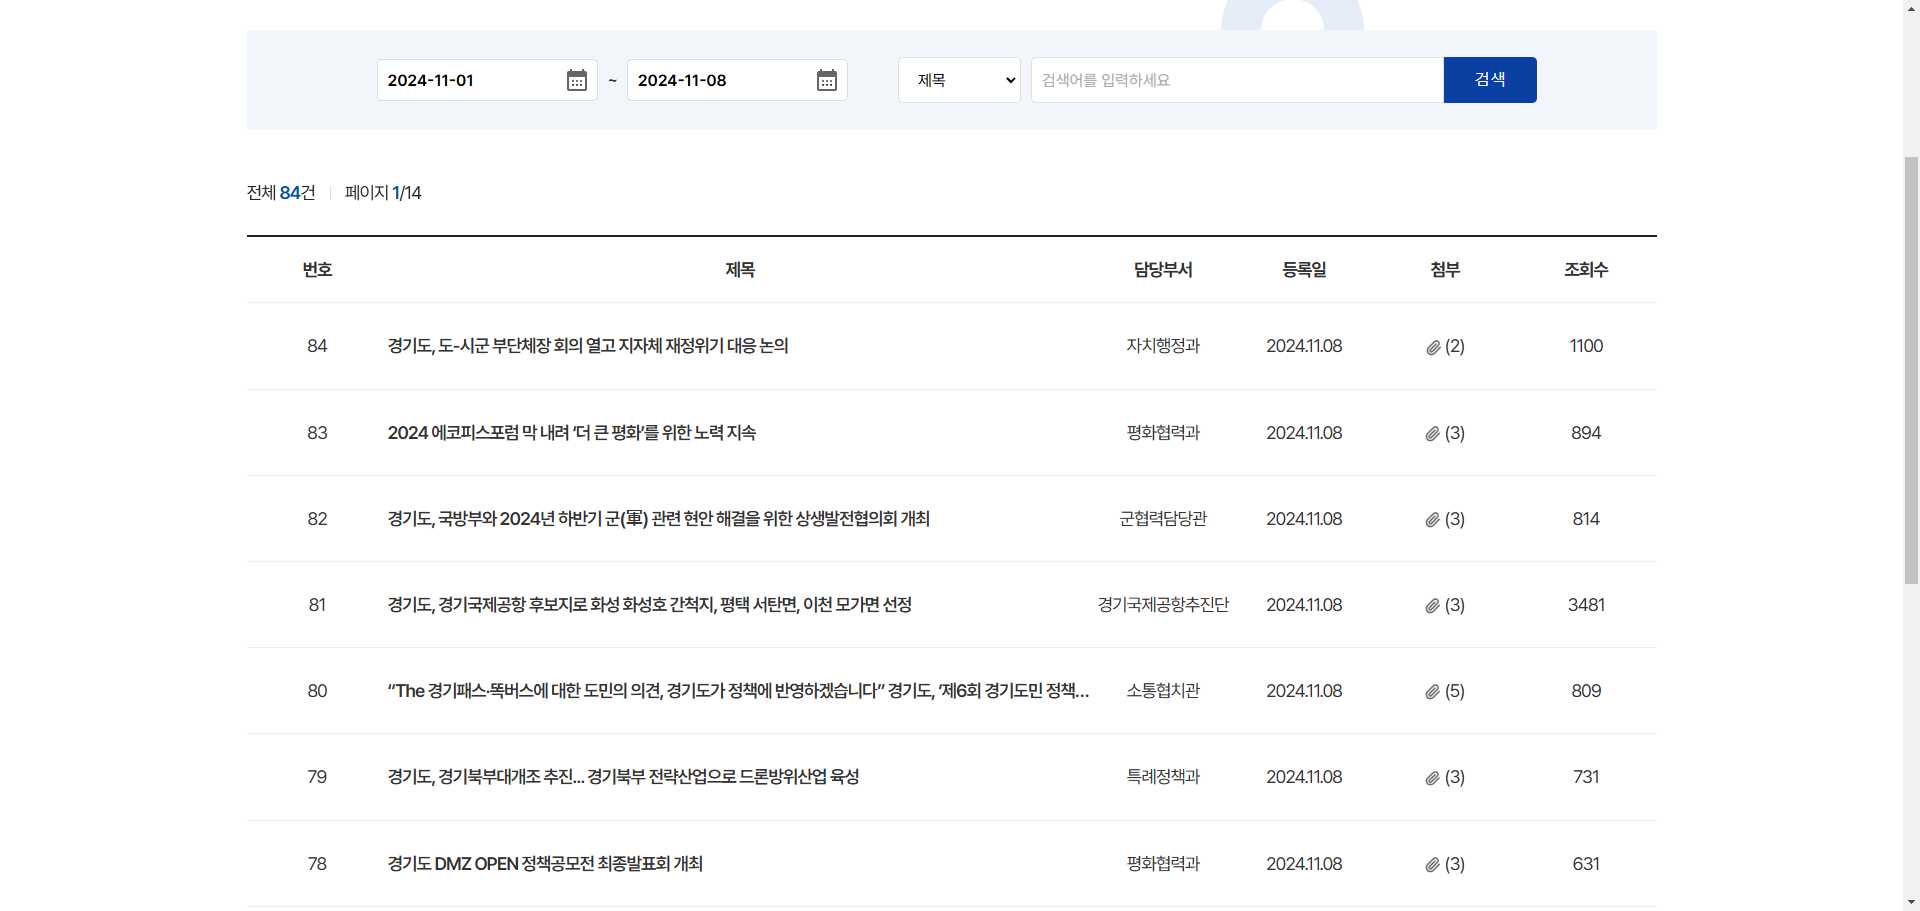 2024-11-01 ~ 2024-11-08 제목 검색어를 입력하세요 검색
전체 84건 페이지 1/14
번호 제목 담당부서 등록일 첨부 조회수
84 경기도, 도-시군 부단체장 회의 열고 지자체 재정위기 대응 논의 자치행정과 2024.11.08 (2) 1100
83 2024 에코피스포럼 막 내려 ‘더 큰 평화’를 위한 노력 지속 평화협력과 2024.11.08 (3) 894
82 경기도, 국방부와 2024년 하반기 군(軍) 관련 현안 해결을 위한 상생발전협의회 개최 군협력담당관 2024.11.08 (3) 814
81 경기도, 경기국제공항 후보지로 화성 화성호 간척지, 평택 서탄면, 이천 모가면 선정 경기국제공항추진단 2024.11.08 (3) 3481
80 “The 경기패스·똑버스에 대한 도민의 의견, 경기도가 정책에 반영하겠습니다” 경기도, ‘제6회 경기도민 정책... 소통협치관 2024.11.08 (5) 809
79 경기도, 경기북부대개조 추진... 경기북부 전략산업으로 드론방위산업 육성 특례정책과 2024.11.08 (3) 731
78 경기도 DMZ OPEN 정책공모전 최종발표회 개최 평화협력과 2024.11.08 (3) 631